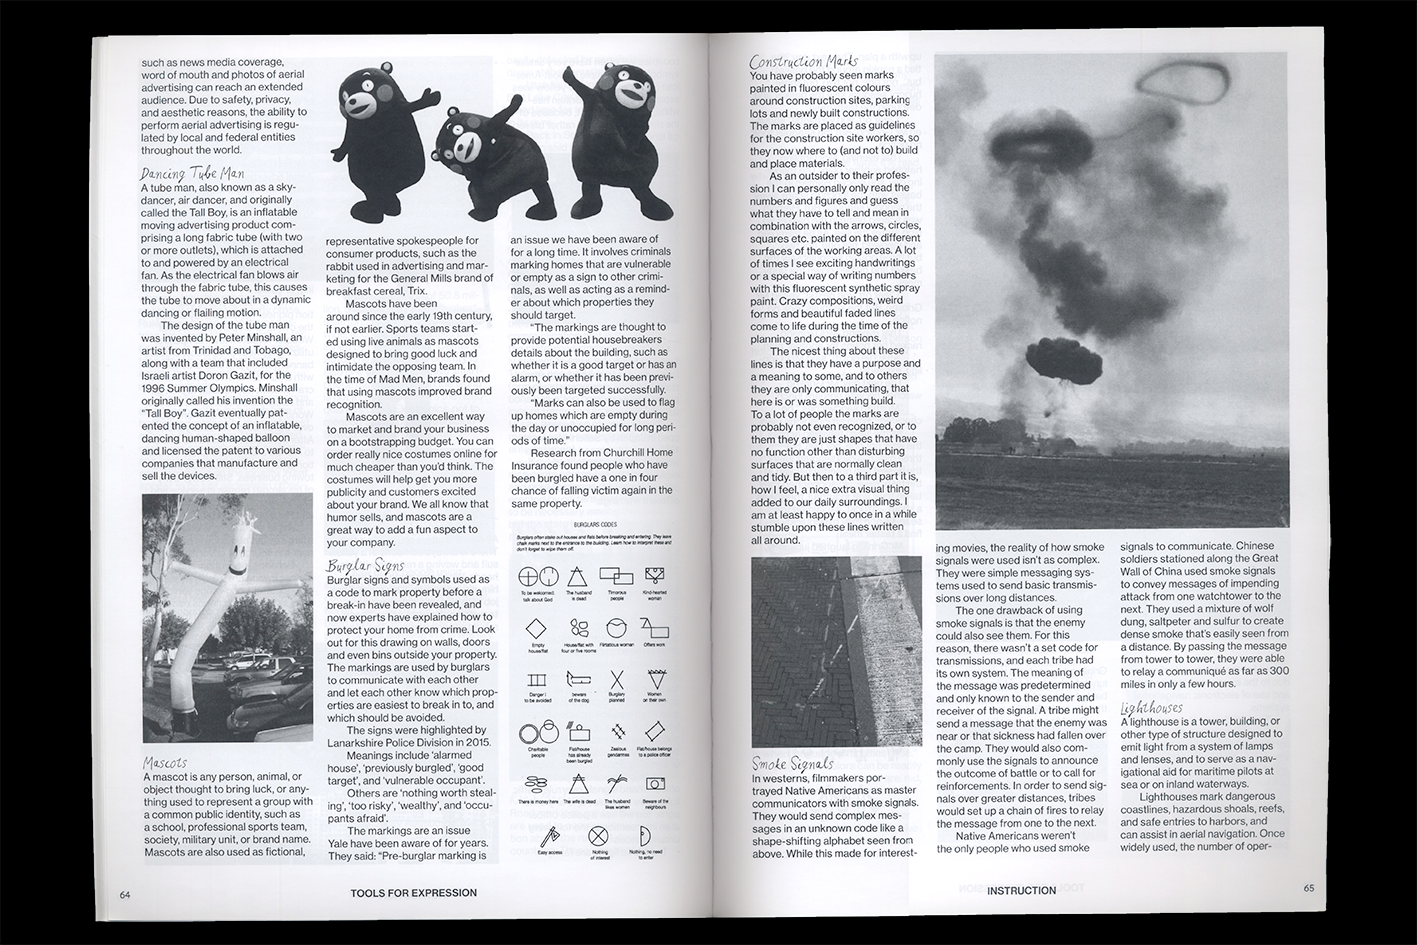 such as news media coverage,
word of mouth and photos of aerial
advertising can reach an extended
audience. Due to safety, privacy,
and aesthetic reasons, the ability to
perform aerial advertising is regu-
lated by local and federal entities
throughout the world.
Dancing Tube Man
A tube man, also known as a sky-
dancer, air dancer, and originally
called the Tall Boy, is an inflatable
moving advertising product com-
prising a long fabric tube (with two
or more outlets), which is attached
to and powered by an electrical
fan. As the electrical fan blows air
through the fabric tube, this causes
the tube to move about in a dynamic
dancing or flailing motion.
The design of the tube man
was invented by Peter Minshall, an
artist from Trinidad and Tobago,
along with a team that included
Israeli artist Doron Gazit, for the
1996 Summer Olympics. Minshall
originally called his invention the
"Tall Boy". Gazit eventually pat-
ented the concept of an inflatable,
dancing human-shaped balloon
and licensed the patent to various
companies that manufacture and
sell the devices.
Mascots
A mascot is any person, animal, or
object thought to bring luck, or any-
thing used to represent a group with
a common public identity, such as
a school, professional sports team,
society, military unit, or brand name.
Mascots are also used as fictional,
representative spokespeople for
consumer products, such as the
rabbit used in advertising and mar-
keting for the General Mills brand of
breakfast cereal, Trix.
Mascots have been
around since the early 19th century,
if not earlier. Sports teams start-
ed using live animals as mascots
designed to bring good luck and
intimidate the opposing team. In
the time of Mad Men, brands found
that using mascots improved brand
recognition.
Mascots are an excellent way
to market and brand your business
on a bootstrapping budget. You can
order really nice costumes online for
much cheaper than you'd think. The
costumes will help get you more
publicity and customers excited
about your brand. We all know that
humor sells, and mascots are a
great way to add a fun aspect to
your company.
Burglar Signs
Burglar signs and symbols used as
a code to mark property before a
break-in have been revealed, and
now experts have explained how to
protect your home from crime. Look
out for this drawing on walls, doors
and even bins outside your property.
The markings are used by burglars
to communicate with each other
and let each other know which prop-
erties are easiest to break in to, and
which should be avoided.
The signs were highlighted by
Lanarkshire Police Division in 2015.
Meanings include 'alarmed
house', 'previously burgled', 'good
target', and 'vulnerable occupant'.
Others are 'nothing worth steal-
ing', 'too risky', 'wealthy', and 'occu-
pants afraid'.
The markings are an issue
Yale have been aware of for years.
They said: "Pre-burglar marking is
an issue we have been aware of
for a long time. It involves criminals
marking homes that are vulnerable
or empty as a sign to other crimi-
nals, as well as acting as a remind-
er about which properties they
should target.
"The markings are thought to
provide potential housebreakers
details about the building, such as
whether it is a good target or has an
alarm, or whether it has been previ-
ously been targeted successfully.
"Marks can also be used to flag
up homes which are empty during
the day or unoccupied for long peri-
ods of time."
Research from Churchill Home
Insurance found people who have
been burgled have a one in four
chance of falling victim again in the
same property.
BURGLARS CODES
Burglars often stake out houses and flats before breaking and entering. They leave
chalk marks next to the entrance to the building. Learn how to interpret these and
don't forget to wipe them off.
To be welcomed: talk about God
The husband is dead
Timorous people
Kind-hearted woman
Empty house/flat
House/flat with four or five rooms
Flirtatious woman
Offers work
Danger! to be avoided
beware of the dog
Burglary planned
Women on their own
Charitable people
Flat/house has already been burgled
Zealous gendarmes
Flat/house belongs to a police officer
There is money here
The wife is dead
The husband likes women
Beware of the neighbours
Easy access
Nothing of interest
Nothing, no need to enter
64
TOOLS FOR EXPRESSION
Construction Marks
You have probably seen marks
painted in fluorescent colours
around construction sites, parking
lots and newly built constructions.
The marks are placed as guidelines
for the construction site workers, so
they now where to (and not to) build
and place materials.
As an outsider to their profes-
sion I can personally only read the
numbers and figures and guess
what they have to tell and mean in
combination with the arrows, circles,
squares etc. painted on the different
surfaces of the working areas. A lot
of times I see exciting handwritings
or a special way of writing numbers
with this fluorescent synthetic spray
paint. Crazy compositions, weird
forms and beautiful faded lines
come to life during the time of the
planning and constructions.
The nicest thing about these
lines is that they have a purpose and
a meaning to some, and to others
they are only communicating, that
here is or was something build.
To a lot of people the marks are
probably not even recognized, or to
them they are just shapes that have
no function other than disturbing
surfaces that are normally clean
and tidy. But then to a third part it is,
how I feel, a nice extra visual thing
added to our daily surroundings. I
am at least happy to once in a while
stumble upon these lines written
all around.
Smoke Signals
In westerns, filmmakers por-
trayed Native Americans as master
communicators with smoke signals.
They would send complex mes-
sages in an unknown code like a
shape-shifting alphabet seen from
above. While this made for interest-
ing movies, the reality of how smoke
signals were used isn't as complex.
They were simple messaging sys-
tems used to send basic transmis-
sions over long distances.
The one drawback of using
smoke signals is that the enemy
could also see them. For this
reason, there wasn't a set code for
transmissions, and each tribe had
its own system. The meaning of
the message was predetermined
and only known to the sender and
receiver of the signal. A tribe might
send a message that the enemy was
near or that sickness had fallen over
the camp. They would also com-
monly use the signals to announce
the outcome of battle or to call for
reinforcements. In order to send sig-
nals over greater distances, tribes
would set up a chain of fires to relay
the message from one to the next.
Native Americans weren't
the only people who used smoke
signals to communicate. Chinese
soldiers stationed along the Great
Wall of China used smoke signals
to convey messages of impending
attack from one watchtower to the
next. They used a mixture of wolf
dung, saltpeter and sulfur to create
dense smoke that's easily seen from
a distance. By passing the message
from tower to tower, they were able
to relay a communiqué as far as 300
miles in only a few hours.
Lighthouses
A lighthouse is a tower, building, or
other type of structure designed to
emit light from a system of lamps
and lenses, and to serve as a nav-
igational aid for maritime pilots at
sea or on inland waterways.
Lighthouses mark dangerous
coastlines, hazardous shoals, reefs,
and safe entries to harbors, and
can assist in aerial navigation. Once
widely used, the number of oper-
INSTRUCTION
65